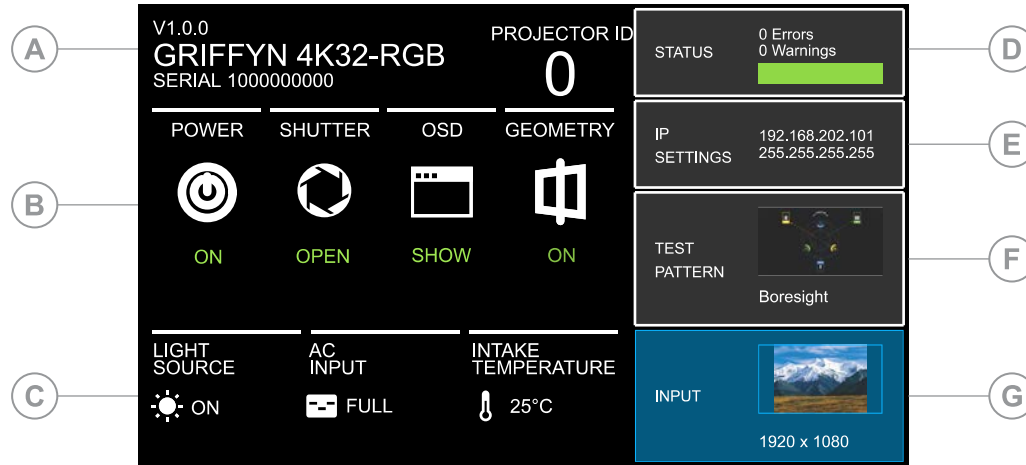 A
V1.0.0
GRIFFYN 4K32-RGB
SERIAL 1000000000
PROJECTOR ID
0
STATUS
0 Errors
0 Warnings
D
IP
SETTINGS
192.168.202.101
255.255.255.255
E
B
POWER SHUTTER OSD GEOMETRY
ON OPEN SHOW ON
TEST
PATTERN
Boresight
F
C
LIGHT
SOURCE
ON
AC
INPUT
FULL
INTAKE
TEMPERATURE
25°C
INPUT
1920 x 1080
G